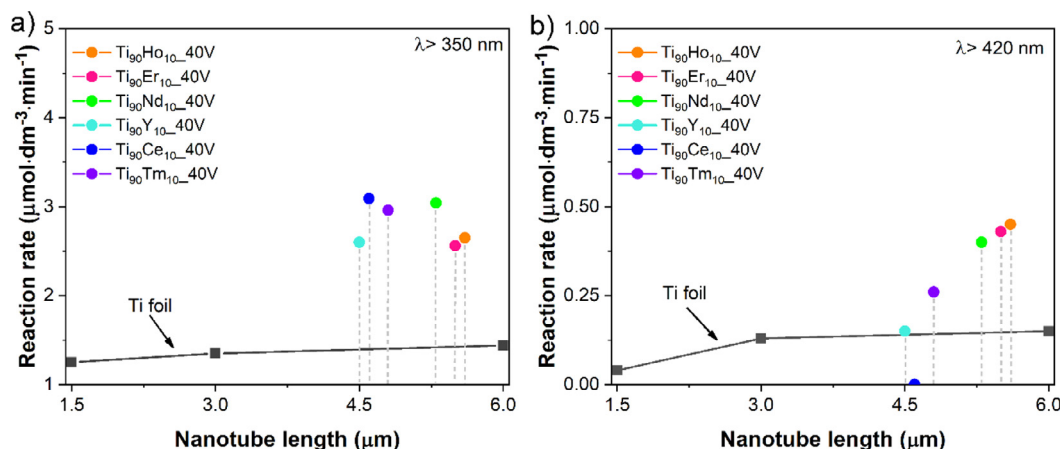 a)
λ> 350 nm
Ti₉₀Ho₁₀_40V
Ti₉₀Er₁₀_40V
Ti₉₀Nd₁₀_40V
Ti₉₀Y₁₀_40V
Ti₉₀Ce₁₀_40V
Ti₉₀Tm₁₀_40V
Ti foil
Reaction rate (μmol·dm⁻³·min⁻¹)
5
4
3
2
1
1.5
3.0
4.5
6.0
Nanotube length (μm)
b)
λ> 420 nm
Ti₉₀Ho₁₀_40V
Ti₉₀Er₁₀_40V
Ti₉₀Nd₁₀_40V
Ti₉₀Y₁₀_40V
Ti₉₀Ce₁₀_40V
Ti₉₀Tm₁₀_40V
Ti foil
Reaction rate (μmol·dm⁻³·min⁻¹)
1.00
0.75
0.50
0.25
0.00
1.5
3.0
4.5
6.0
Nanotube length (μm)